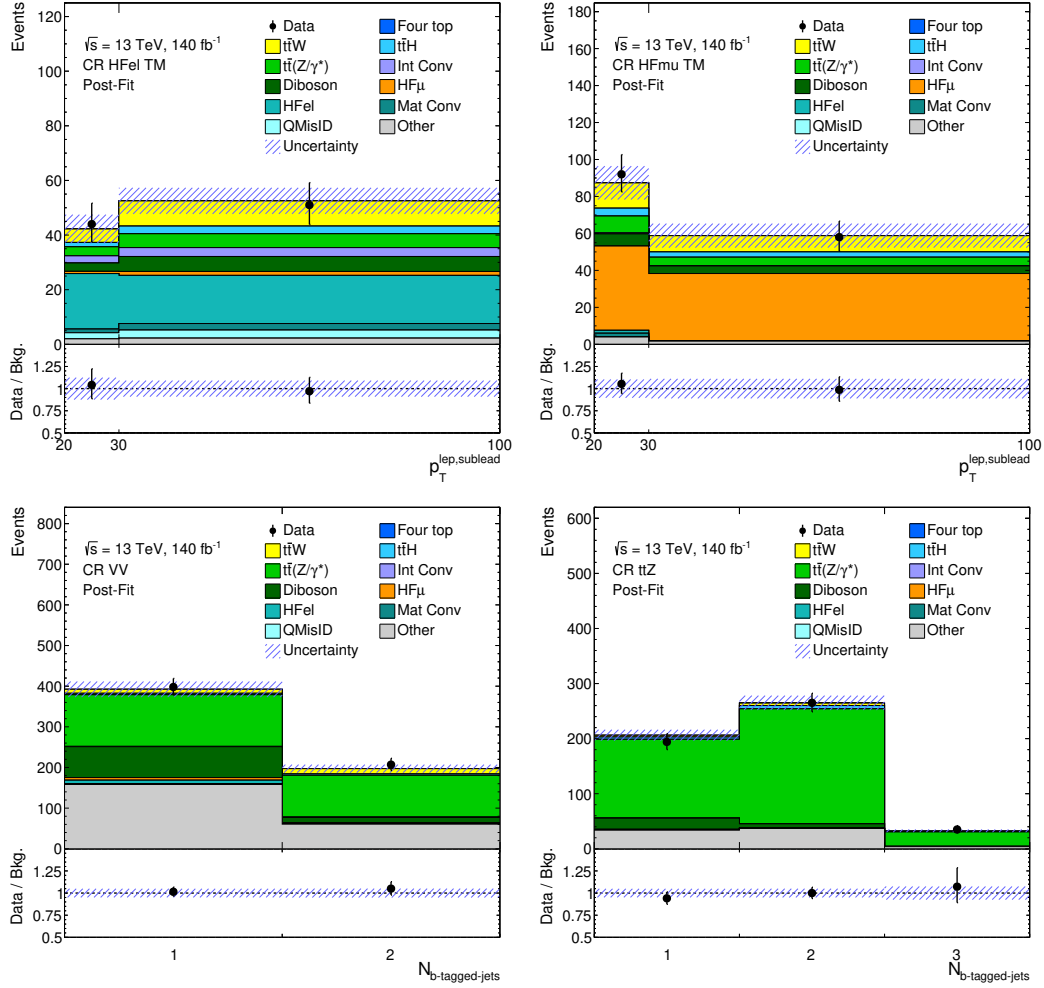 Events
120
100
80
60
40
20
0
√s = 13 TeV, 140 fb⁻¹
CR HFel TM
Post-Fit
Data
tt̄W
tt̄(Z/γ*)
Diboson
HFel
QMisID
Uncertainty
Four top
tt̄H
Int Conv
HFμ
Mat Conv
Other
Data / Bkg.
1.25
1
0.75
0.5
20 30 100
p_T^lep,sublead
Events
180
160
140
120
100
80
60
40
20
0
√s = 13 TeV, 140 fb⁻¹
CR HFmu TM
Post-Fit
Data
tt̄W
tt̄(Z/γ*)
Diboson
HFel
QMisID
Uncertainty
Four top
tt̄H
Int Conv
HFμ
Mat Conv
Other
Data / Bkg.
1.25
1
0.75
0.5
20 30 100
p_T^lep,sublead
Events
800
700
600
500
400
300
200
100
0
√s = 13 TeV, 140 fb⁻¹
CR VV
Post-Fit
Data
tt̄W
tt̄(Z/γ*)
Diboson
HFel
QMisID
Uncertainty
Four top
tt̄H
Int Conv
HFμ
Mat Conv
Other
Data / Bkg.
1.25
1
0.75
0.5
1 2
N_b-tagged-jets
Events
600
500
400
300
200
100
0
√s = 13 TeV, 140 fb⁻¹
CR ttZ
Post-Fit
Data
tt̄W
tt̄(Z/γ*)
Diboson
HFel
QMisID
Uncertainty
Four top
tt̄H
Int Conv
HFμ
Mat Conv
Other
Data / Bkg.
1.25
1
0.75
0.5
1 2 3
N_b-tagged-jets